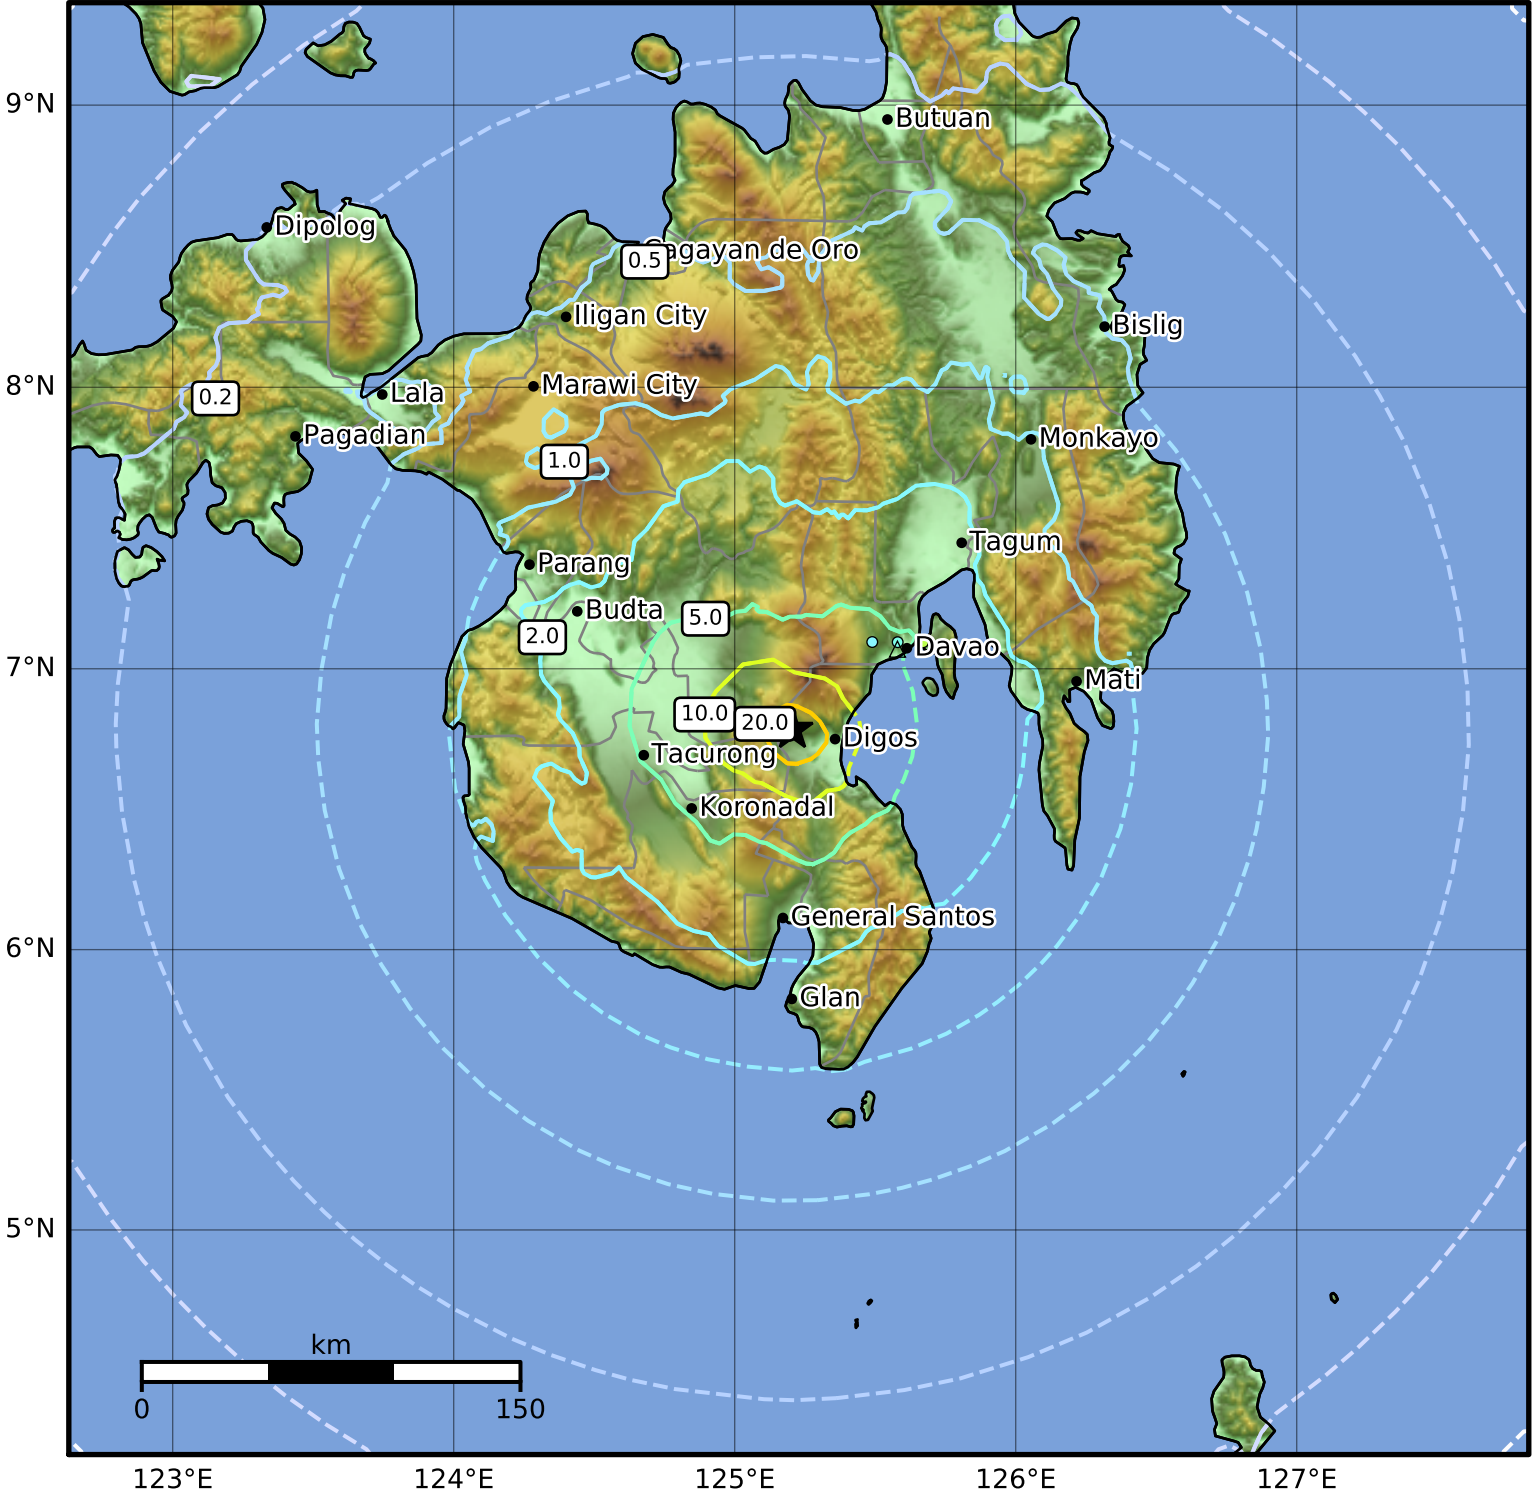 9°N
Butuan
Dipolog
Cagayan de Oro
0.5
Iligan City
Bislig
8°N
Marawi City
0.2
Lala
Pagadian
Monkayo
1.0
Tagum
Parang
Budta
5.0
2.0
Davao
7°N
Mati
10.0
20.0
Digos
Tacurong
Koronadal
General Santos
6°N
Glan
5°N
km
0
150
123°E
124°E
125°E
126°E
127°E